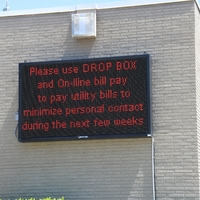 Please use DROP BOX
and On-lline bill pay
to pay utility bills to
minimize personal contact
during the next few weeks